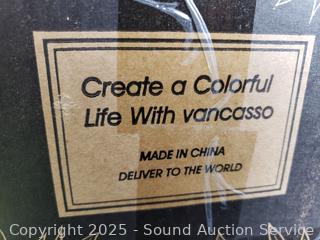 Create a Colorful
Life With vancasso
MADE IN CHINA
DELIVER TO THE WORLD
Copyright 2025 - Sound Auction Service